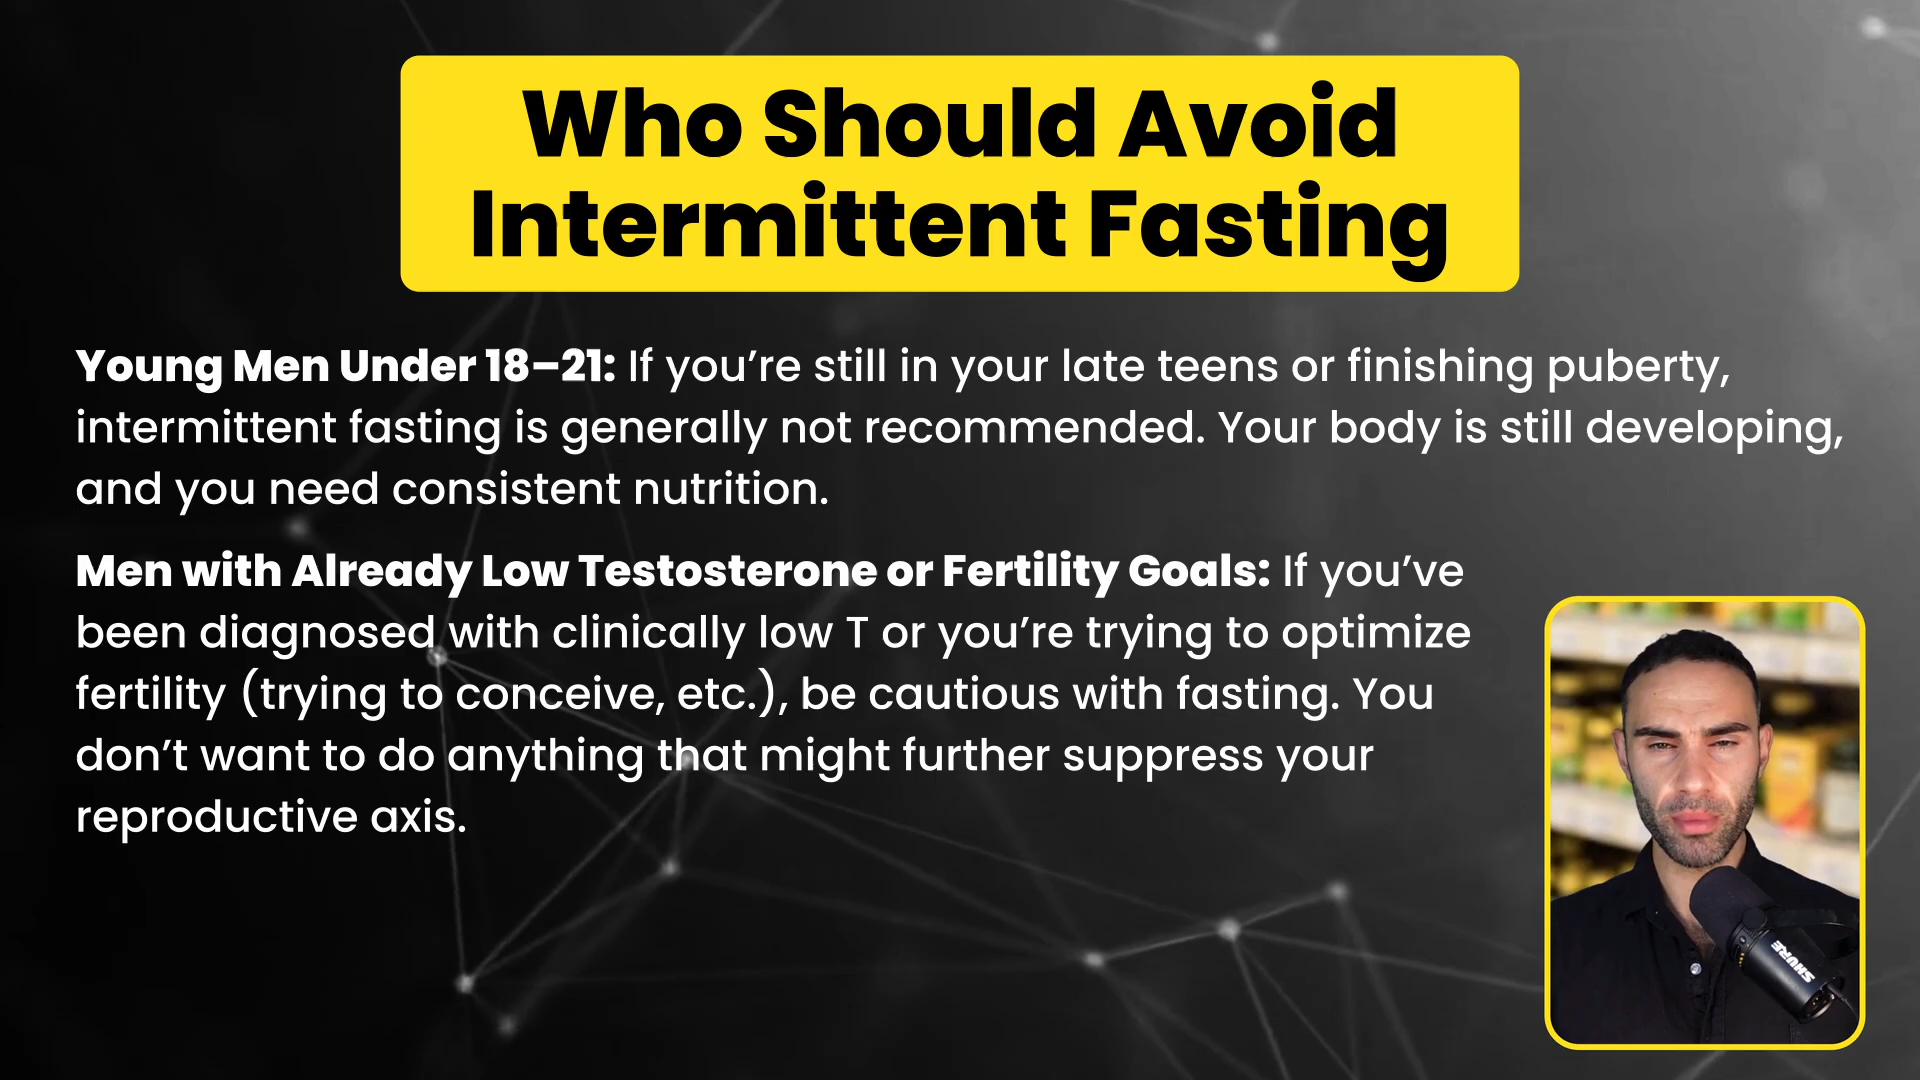 Who Should Avoid
Intermittent Fasting
Young Men Under 18–21: If you’re still in your late teens or finishing puberty,
intermittent fasting is generally not recommended. Your body is still developing,
and you need consistent nutrition.
Men with Already Low Testosterone or Fertility Goals: If you’ve
been diagnosed with clinically low T or you’re trying to optimize
fertility (trying to conceive, etc.), be cautious with fasting. You
don’t want to do anything that might further suppress your
reproductive axis.
SHURE